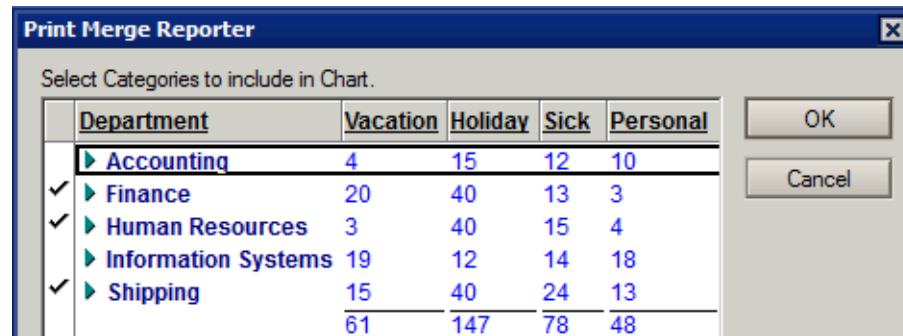 Print Merge Reporter
Select Categories to include in Chart.
Department Vacation Holiday Sick Personal
Accounting 4 15 12 10
Finance 20 40 13 3
Human Resources 3 40 15 4
Information Systems 19 12 14 18
Shipping 15 40 24 13
61 147 78 48
OK
Cancel